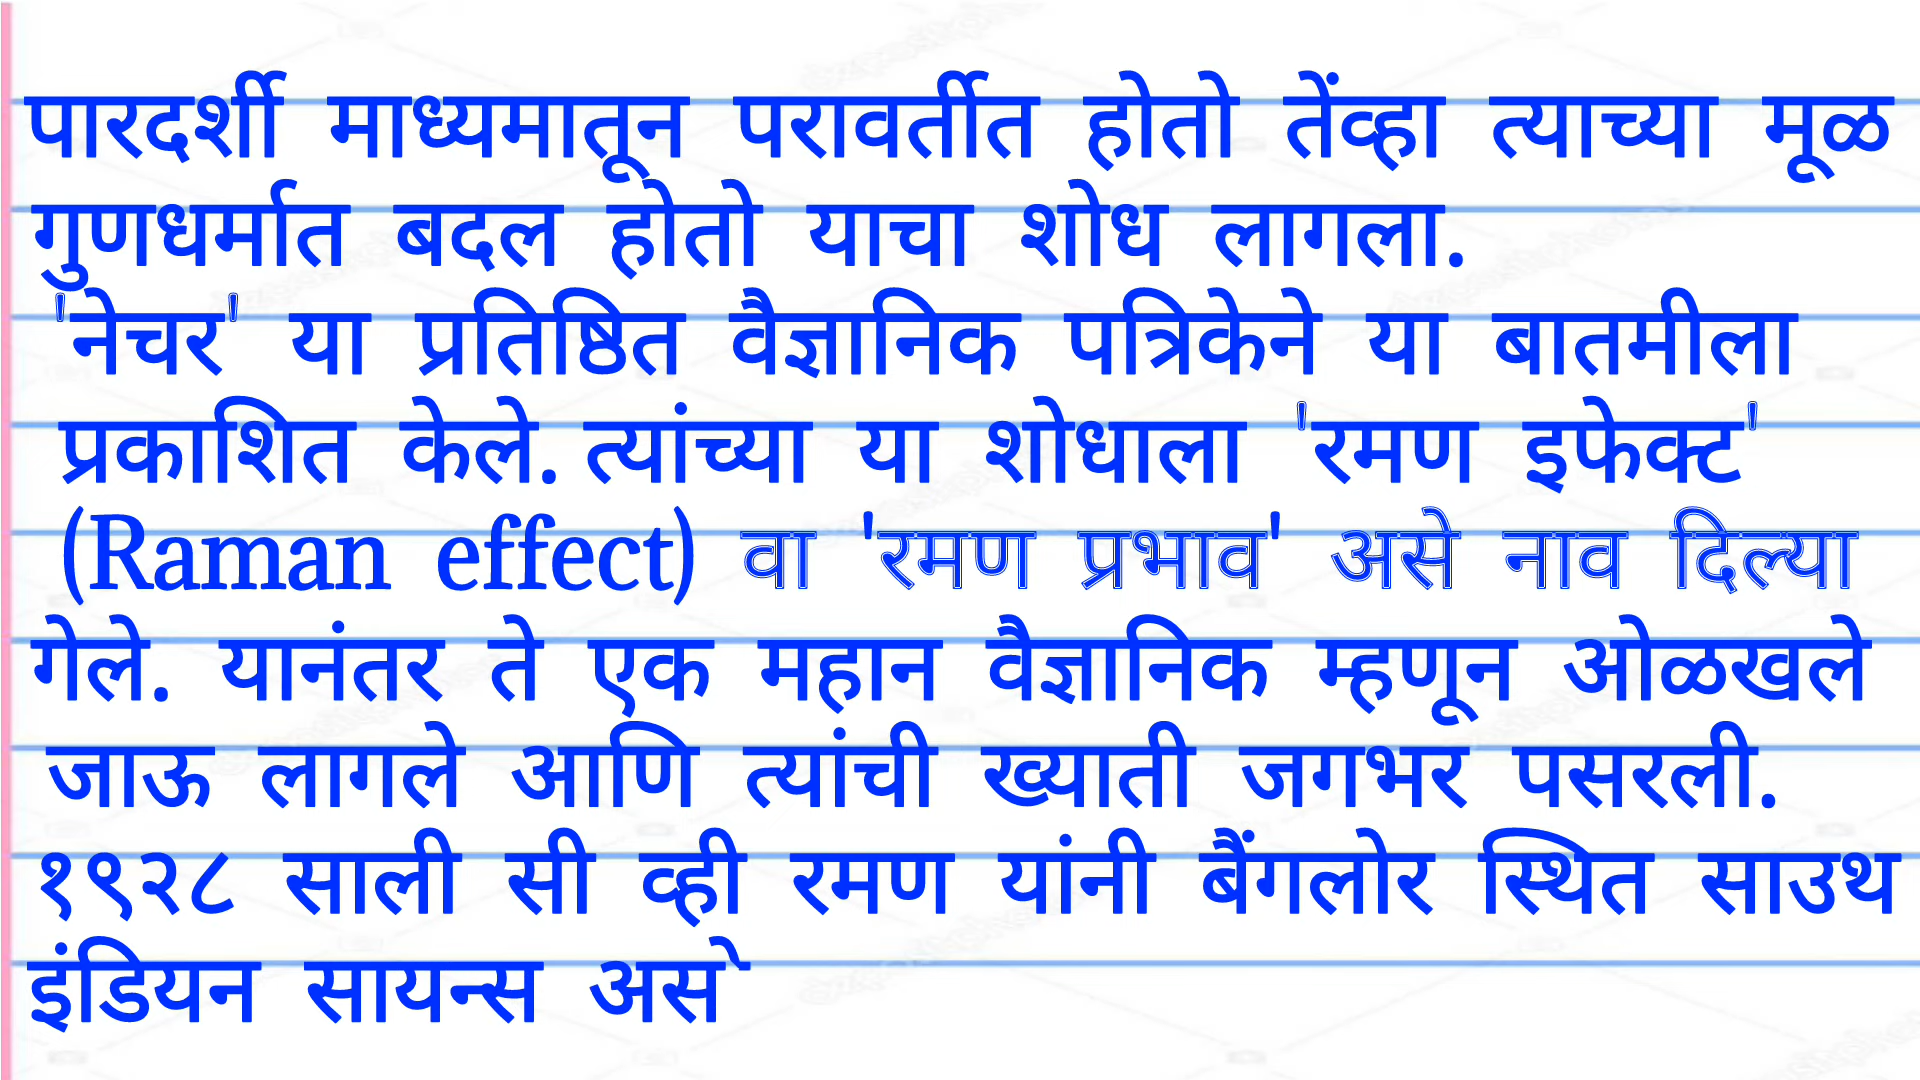 पारदर्शी माध्यमातून परावर्तीत होतो तेंव्हा त्याच्या मूळ
गुणधर्मात बदल होतो याचा शोध लागला.
'नेचर' या प्रतिष्ठित वैज्ञानिक पत्रिकेने या बातमीला
प्रकाशित केले. त्यांच्या या शोधाला 'रमण इफेक्ट'
(Raman effect) वा 'रमण प्रभाव' असे नाव दिल्या
गेले. यानंतर ते एक महान वैज्ञानिक म्हणून ओळखले
जाऊ लागले आणि त्यांची ख्याती जगभर पसरली.
१९२८ साली सी व्ही रमण यांनी बैंगलोर स्थित साउथ
इंडियन सायन्स असे